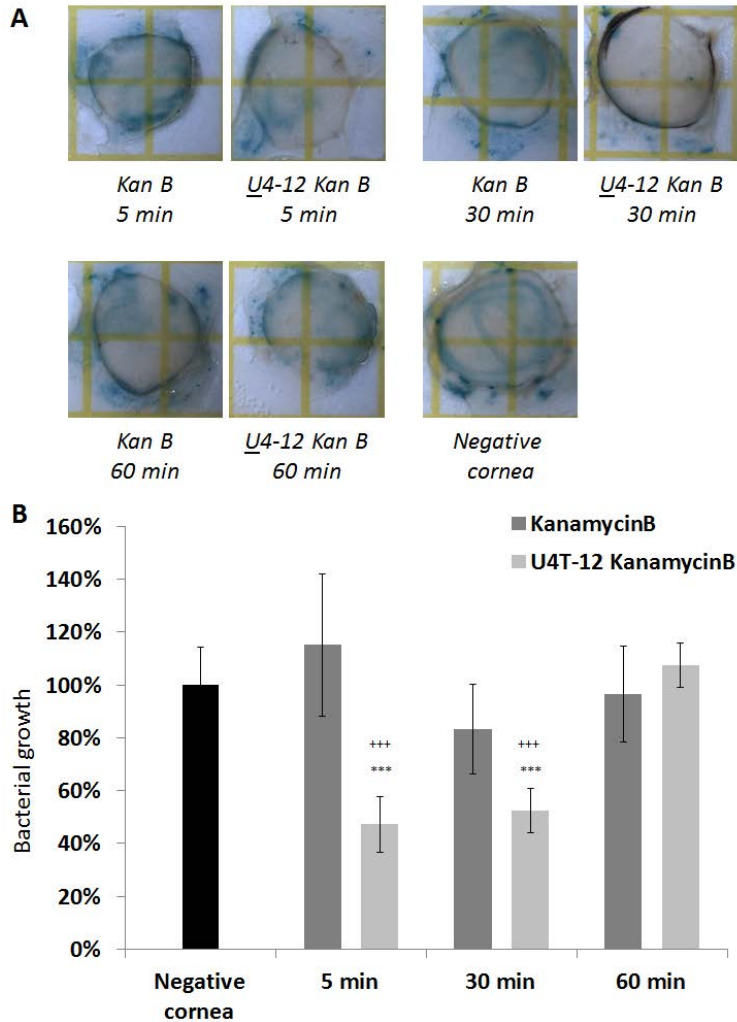 A
Kan B
5 min
U4-12 Kan B
5 min
Kan B
30 min
U4-12 Kan B
30 min
Kan B
60 min
U4-12 Kan B
60 min
Negative
cornea
B
KanamycinB
U4T-12 KanamycinB
Bacterial growth
160%
140%
120%
100%
80%
60%
40%
20%
0%
+++
***
+++
***
Negative
cornea
5 min
30 min
60 min